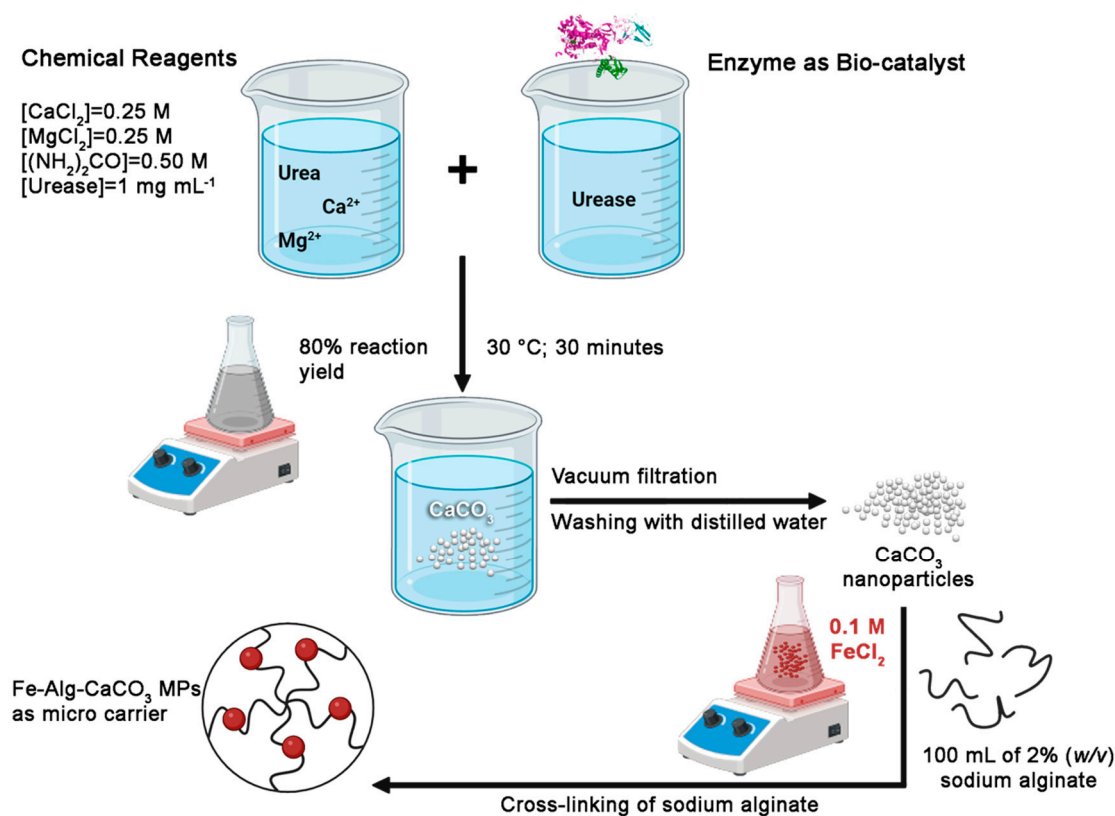 Chemical Reagents
[CaCl₂]=0.25 M
[MgCl₂]=0.25 M
[(NH₂)₂CO]=0.50 M
[Urease]=1 mg mL⁻¹
Urea
Ca²⁺
Mg²⁺
+
Enzyme as Bio-catalyst
Urease
80% reaction
yield
30 °C; 30 minutes
CaCO₃
Vacuum filtration
Washing with distilled water
CaCO₃
nanoparticles
0.1 M
FeCl₂
100 mL of 2% (w/v)
sodium alginate
Cross-linking of sodium alginate
Fe-Alg-CaCO₃ MPs
as micro carrier